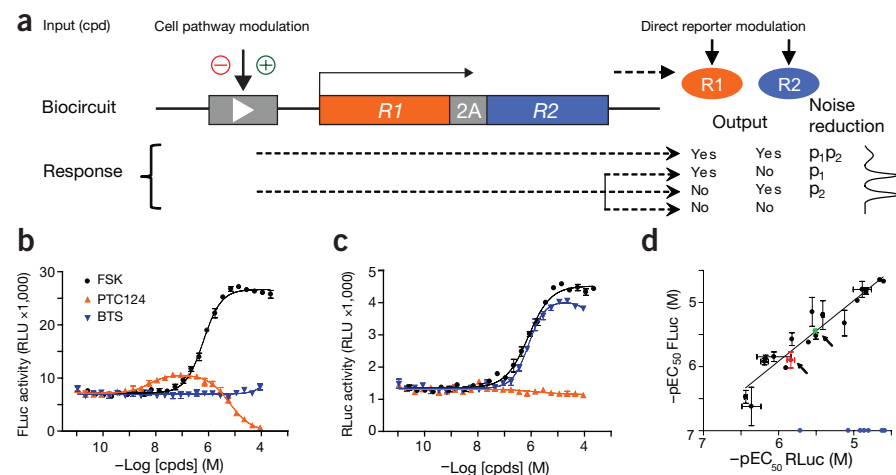 a
Input (cpd)
Cell pathway modulation
Direct reporter modulation
− +
R1 R2
Biocircuit
R1 2A R2
Output
Noise reduction
Response
Yes Yes p₁p₂
Yes No p₁
No Yes p₂
No No
b
FLuc activity (RLU ×1,000)
30
20
10
0
FSK
PTC124
BTS
10 8 6 4
−Log [cpds] (M)
c
RLuc activity (RLU ×1,000)
5
4
3
2
1
0
10 8 6 4
−Log [cpds] (M)
d
−pEC₅₀ FLuc (M)
5
6
7
7 6 5
−pEC₅₀ RLuc (M)